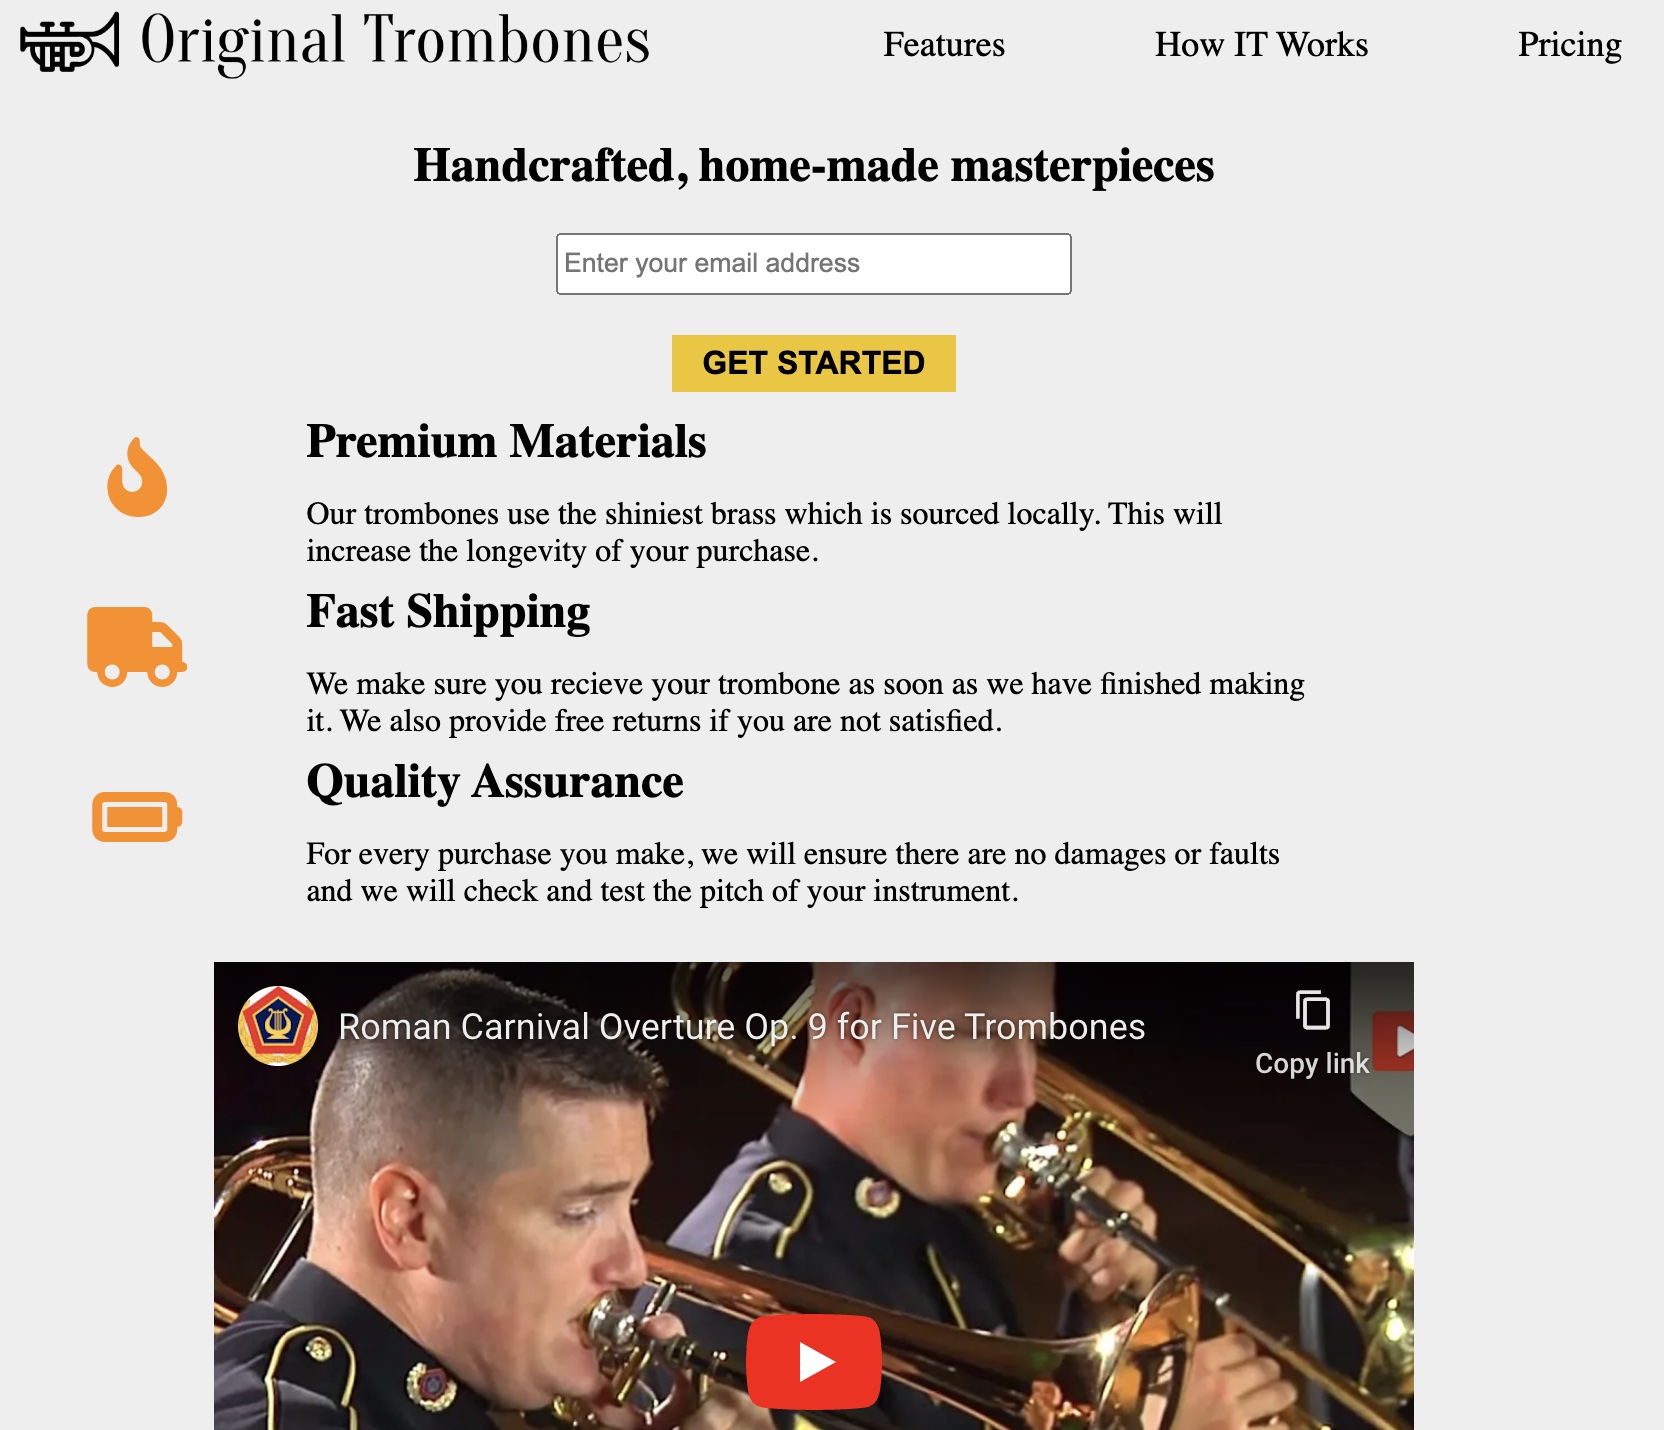 THP Original Trombones
Features
How IT Works
Pricing
Handcrafted, home-made masterpieces
Enter your email address
GET STARTED
Premium Materials
Our trombones use the shiniest brass which is sourced locally. This will
increase the longevity of your purchase.
Fast Shipping
We make sure you recieve your trombone as soon as we have finished making
it. We also provide free returns if you are not satisfied.
Quality Assurance
For every purchase you make, we will ensure there are no damages or faults
and we will check and test the pitch of your instrument.
Roman Carnival Overture Op. 9 for Five Trombones
Copy link